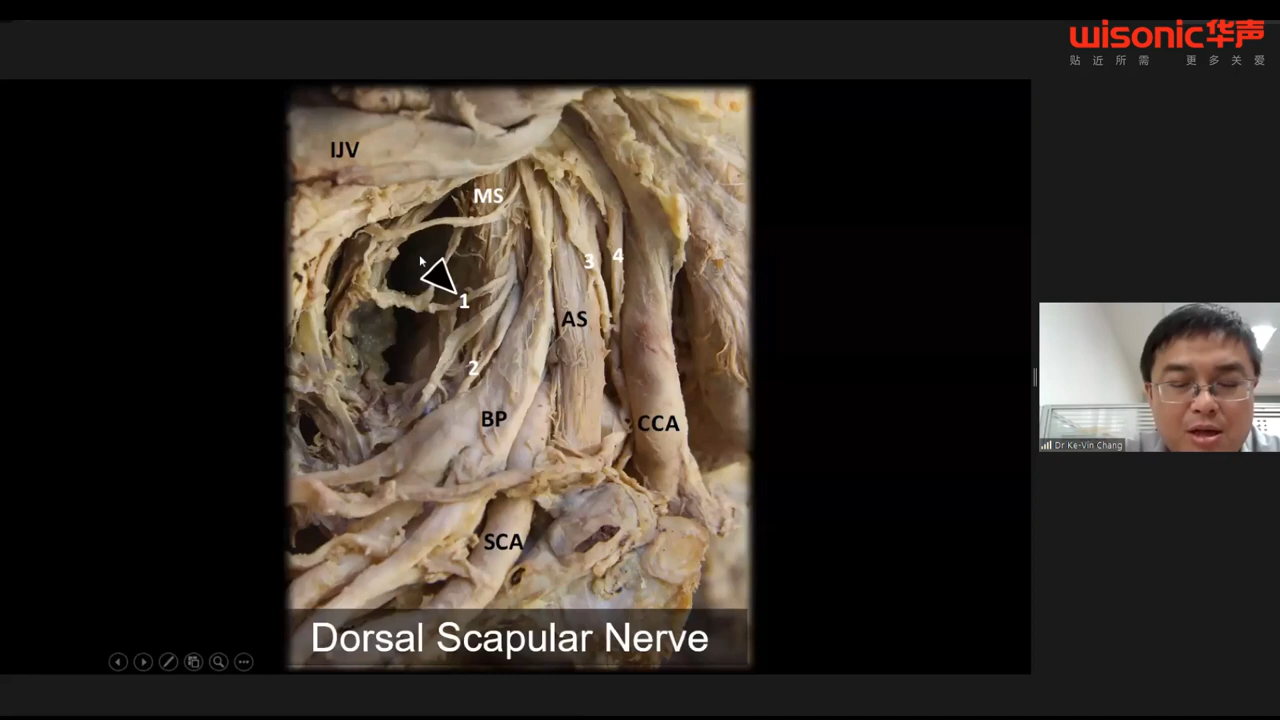 wisonic华声
贴近所需 更多关爱
IJV
MS
3 4
1
AS
2
BP
CCA
SCA
Dorsal Scapular Nerve
Dr Ke-Vin Chang